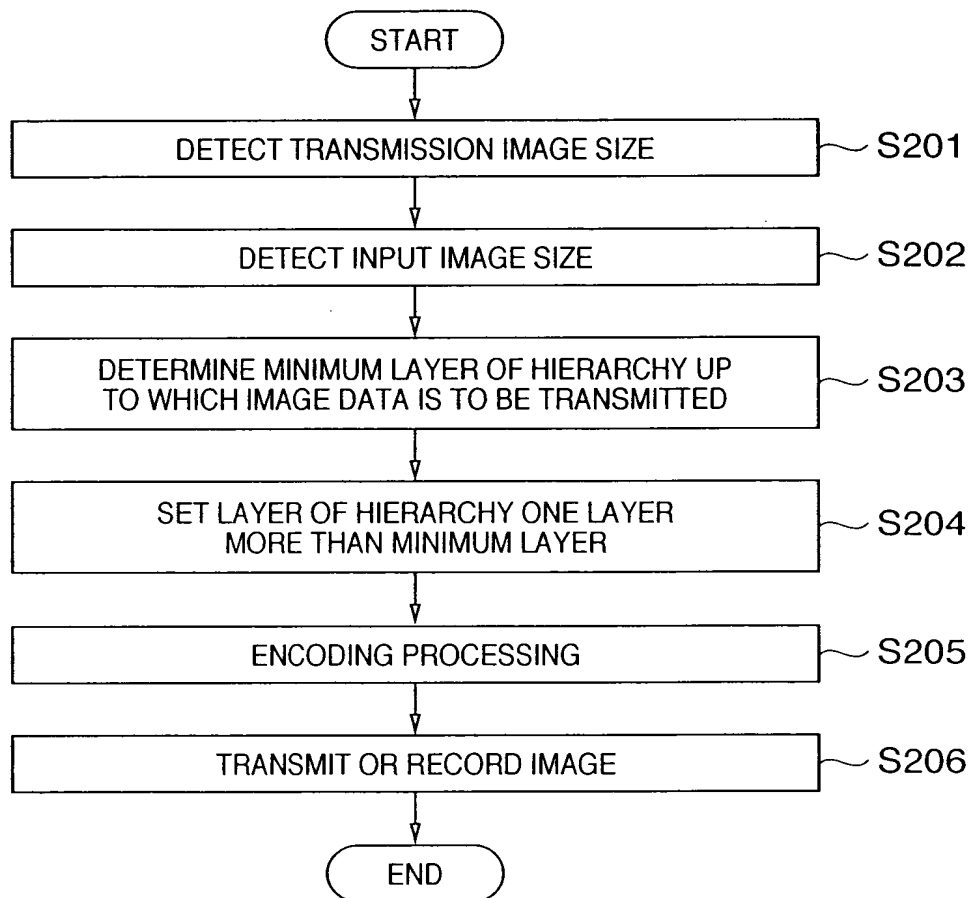 START
DETECT TRANSMISSION IMAGE SIZE
S201
DETECT INPUT IMAGE SIZE
S202
DETERMINE MINIMUM LAYER OF HIERARCHY UP
TO WHICH IMAGE DATA IS TO BE TRANSMITTED
S203
SET LAYER OF HIERARCHY ONE LAYER
MORE THAN MINIMUM LAYER
S204
ENCODING PROCESSING
S205
TRANSMIT OR RECORD IMAGE
S206
END